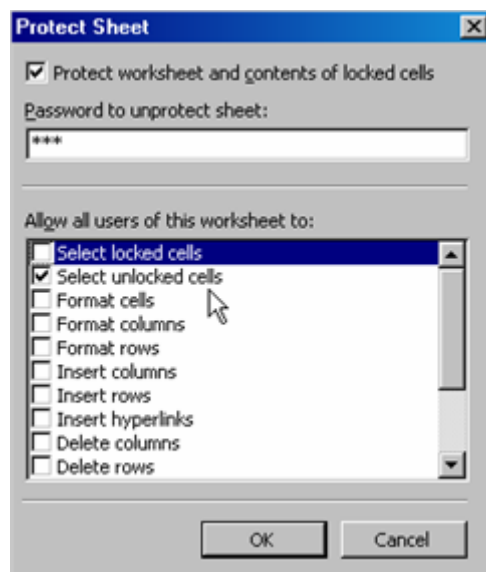 Protect Sheet
Protect worksheet and contents of locked cells
Password to unprotect sheet:
***
Allow all users of this worksheet to:
Select locked cells
Select unlocked cells
Format cells
Format columns
Format rows
Insert columns
Insert rows
Insert hyperlinks
Delete columns
Delete rows
OK Cancel